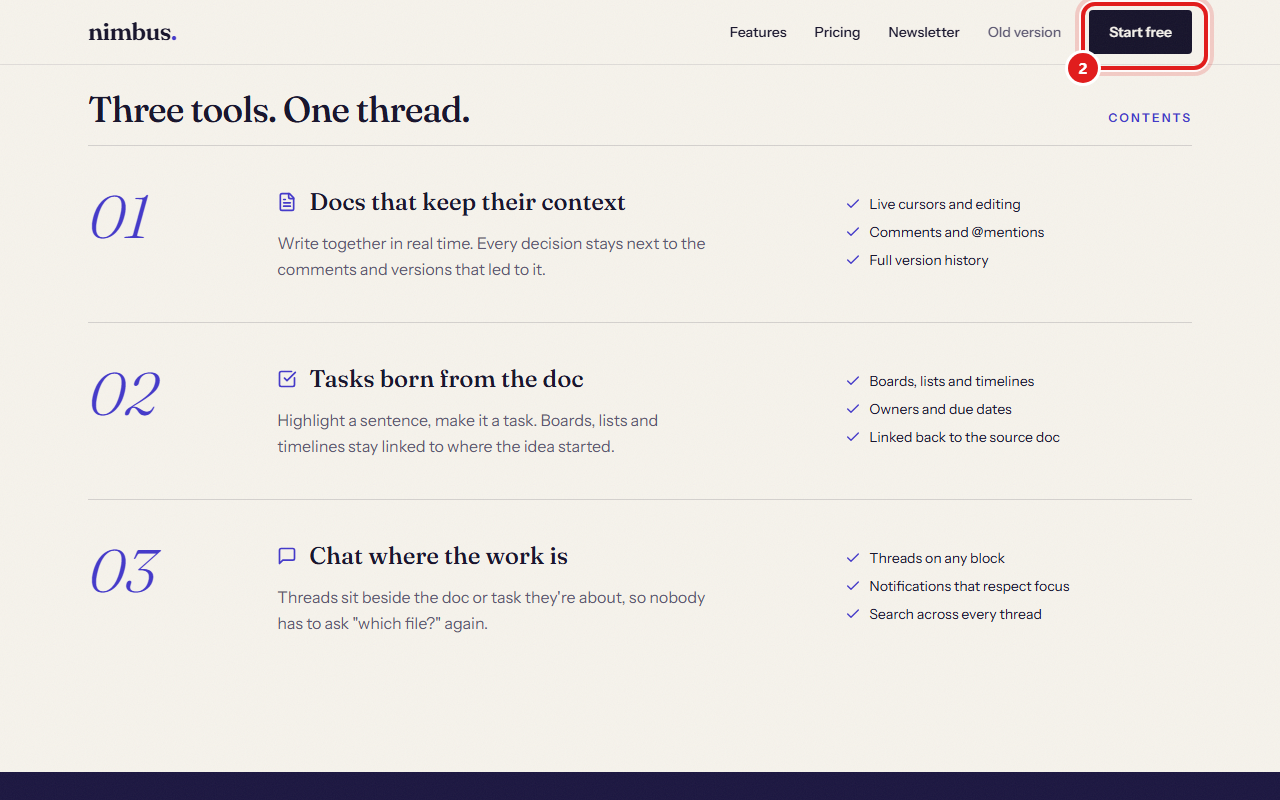 nimbus.
Features
Pricing
Newsletter
Old version
Start free
2
Three tools. One thread.
CONTENTS
01
Docs that keep their context
Write together in real time. Every decision stays next to the
comments and versions that led to it.
Live cursors and editing
Comments and @mentions
Full version history
02
Tasks born from the doc
Highlight a sentence, make it a task. Boards, lists and
timelines stay linked to where the idea started.
Boards, lists and timelines
Owners and due dates
Linked back to the source doc
03
Chat where the work is
Threads sit beside the doc or task they're about, so nobody
has to ask "which file?" again.
Threads on any block
Notifications that respect focus
Search across every thread